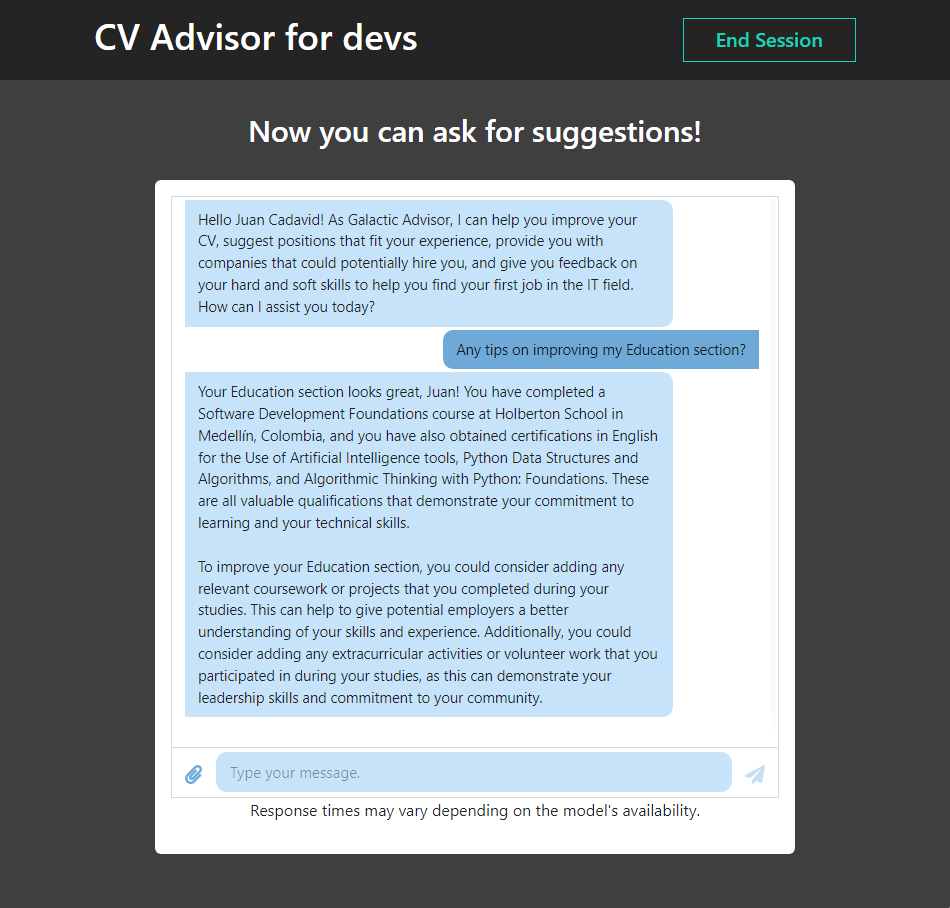 CV Advisor for devs
End Session
Now you can ask for suggestions!
Hello Juan Cadavid! As Galactic Advisor, I can help you improve your
CV, suggest positions that fit your experience, provide you with
companies that could potentially hire you, and give you feedback on
your hard and soft skills to help you find your first job in the IT field.
How can I assist you today?
Any tips on improving my Education section?
Your Education section looks great, Juan! You have completed a
Software Development Foundations course at Holberton School in
Medellín, Colombia, and you have also obtained certifications in English
for the Use of Artificial Intelligence tools, Python Data Structures and
Algorithms, and Algorithmic Thinking with Python: Foundations. These
are all valuable qualifications that demonstrate your commitment to
learning and your technical skills.
To improve your Education section, you could consider adding any
relevant coursework or projects that you completed during your
studies. This can help to give potential employers a better
understanding of your skills and experience. Additionally, you could
consider adding any extracurricular activities or volunteer work that you
participated in during your studies, as this can demonstrate your
leadership skills and commitment to your community.
Type your message.
Response times may vary depending on the model's availability.